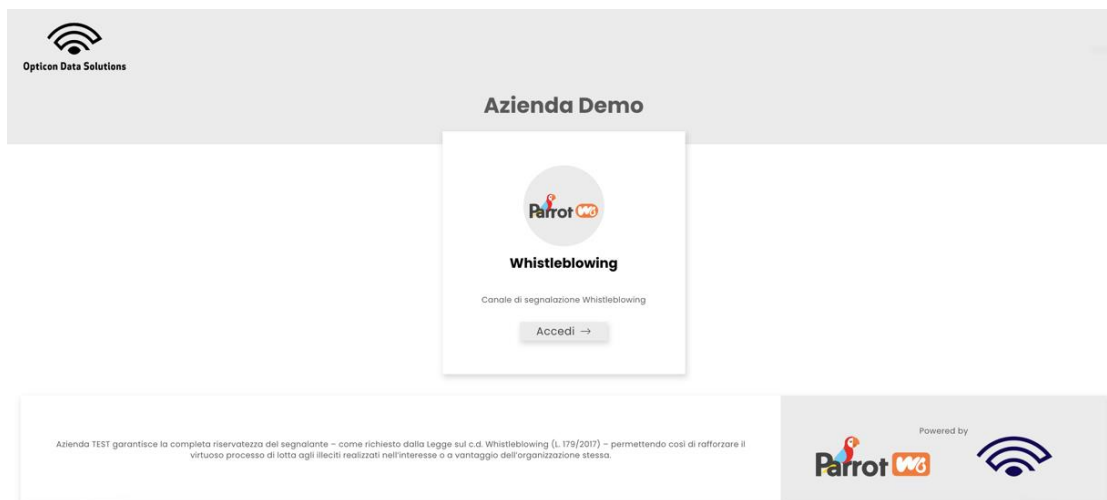 Opticon Data Solutions
Azienda Demo
Parrot WB
Whistleblowing
Canale di segnalazione Whistleblowing
Accedi →
Azienda TEST garantisce la completa riservatezza del segnalante – come richiesto dalla Legge sul c.d. Whistleblowing (L. 179/2017) – permettendo così di rafforzare il
virtuoso processo di lotta agli illeciti realizzati nell'interesse o a vantaggio dell'organizzazione stessa.
Powered by
Parrot WB